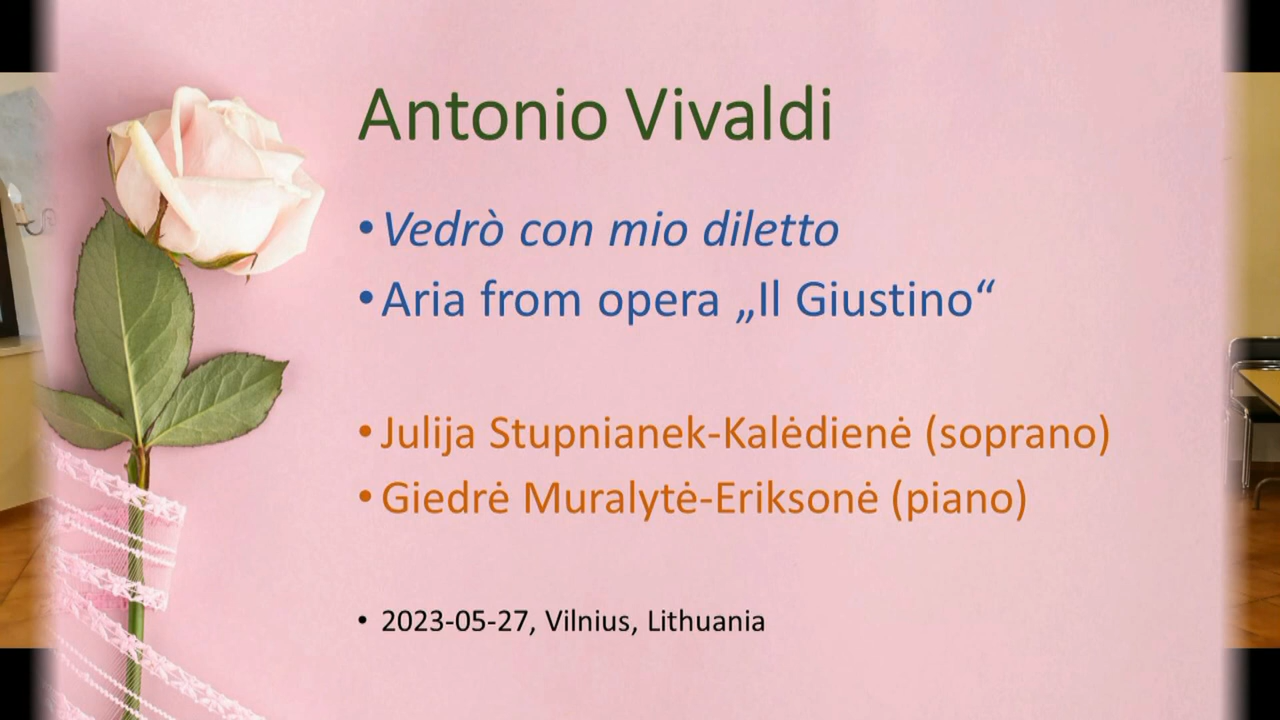 Antonio Vivaldi
• Vedrò con mio diletto
• Aria from opera „Il Giustino“
• Julija Stupnianek-Kalėdienė (soprano)
• Giedrė Muralytė-Eriksonė (piano)
• 2023-05-27, Vilnius, Lithuania